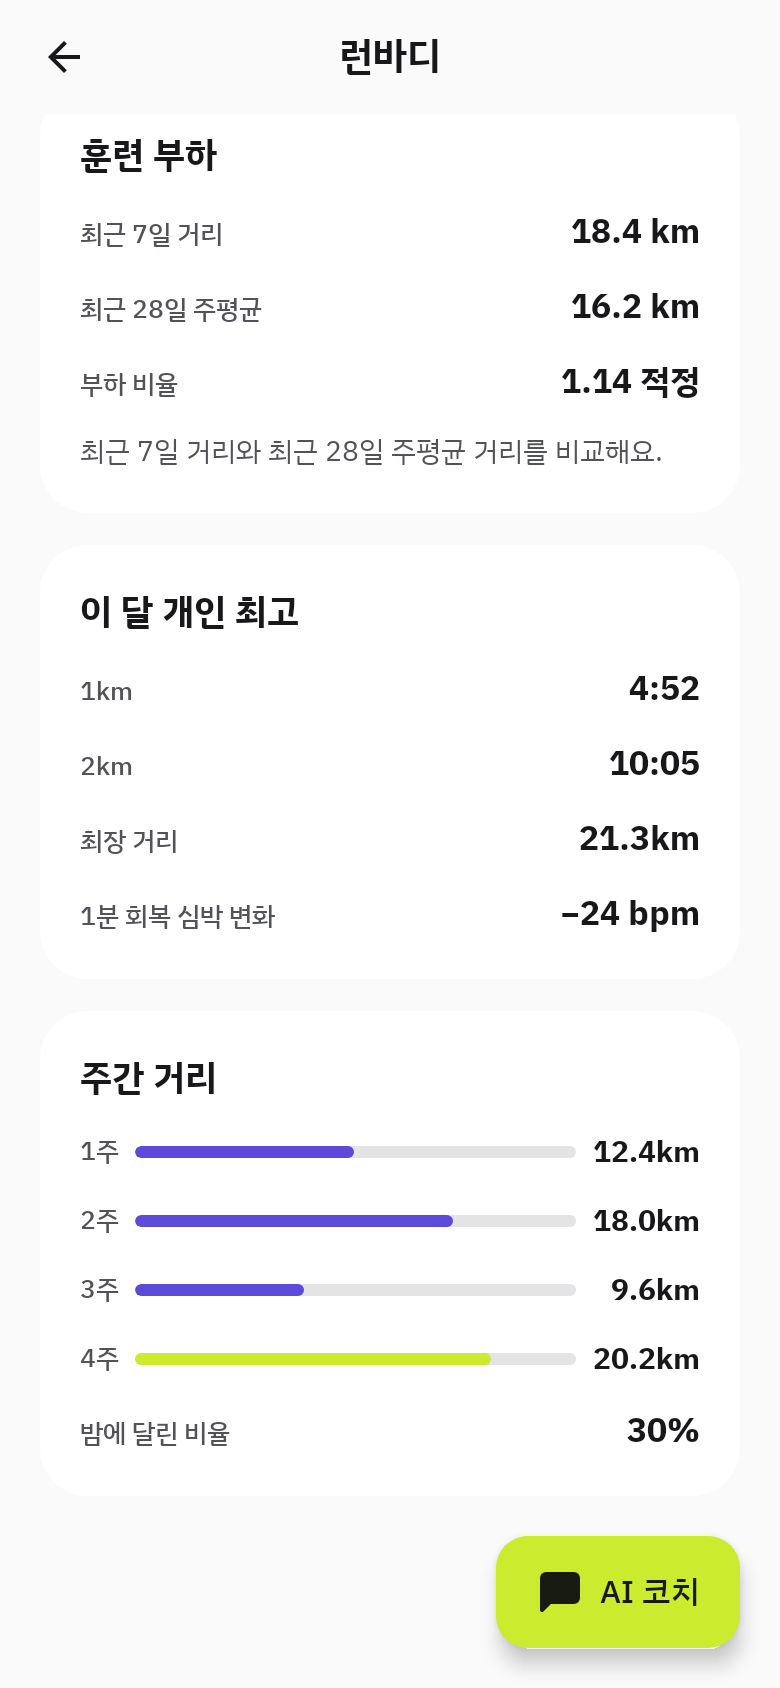 런바디
훈련 부하
최근 7일 거리 18.4 km
최근 28일 주평균 16.2 km
부하 비율 1.14 적정
최근 7일 거리와 최근 28일 주평균 거리를 비교해요.
이 달 개인 최고
1km 4:52
2km 10:05
최장 거리 21.3km
1분 회복 심박 변화 −24 bpm
주간 거리
1주 12.4km
2주 18.0km
3주 9.6km
4주 20.2km
밤에 달린 비율 30%
AI 코치